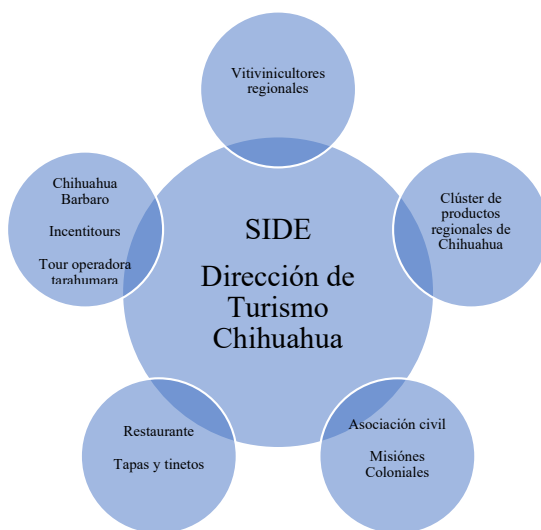 Vitivinicultores
regionales
Chihuahua
Barbaro
Incentitours
Tour operadora
tarahumara
SIDE
Dirección de
Turismo
Chihuahua
Clúster de
productos
regionales de
Chihuahua
Restaurante
Tapas y tinetos
Asociación civil
Misiónes
Coloniales